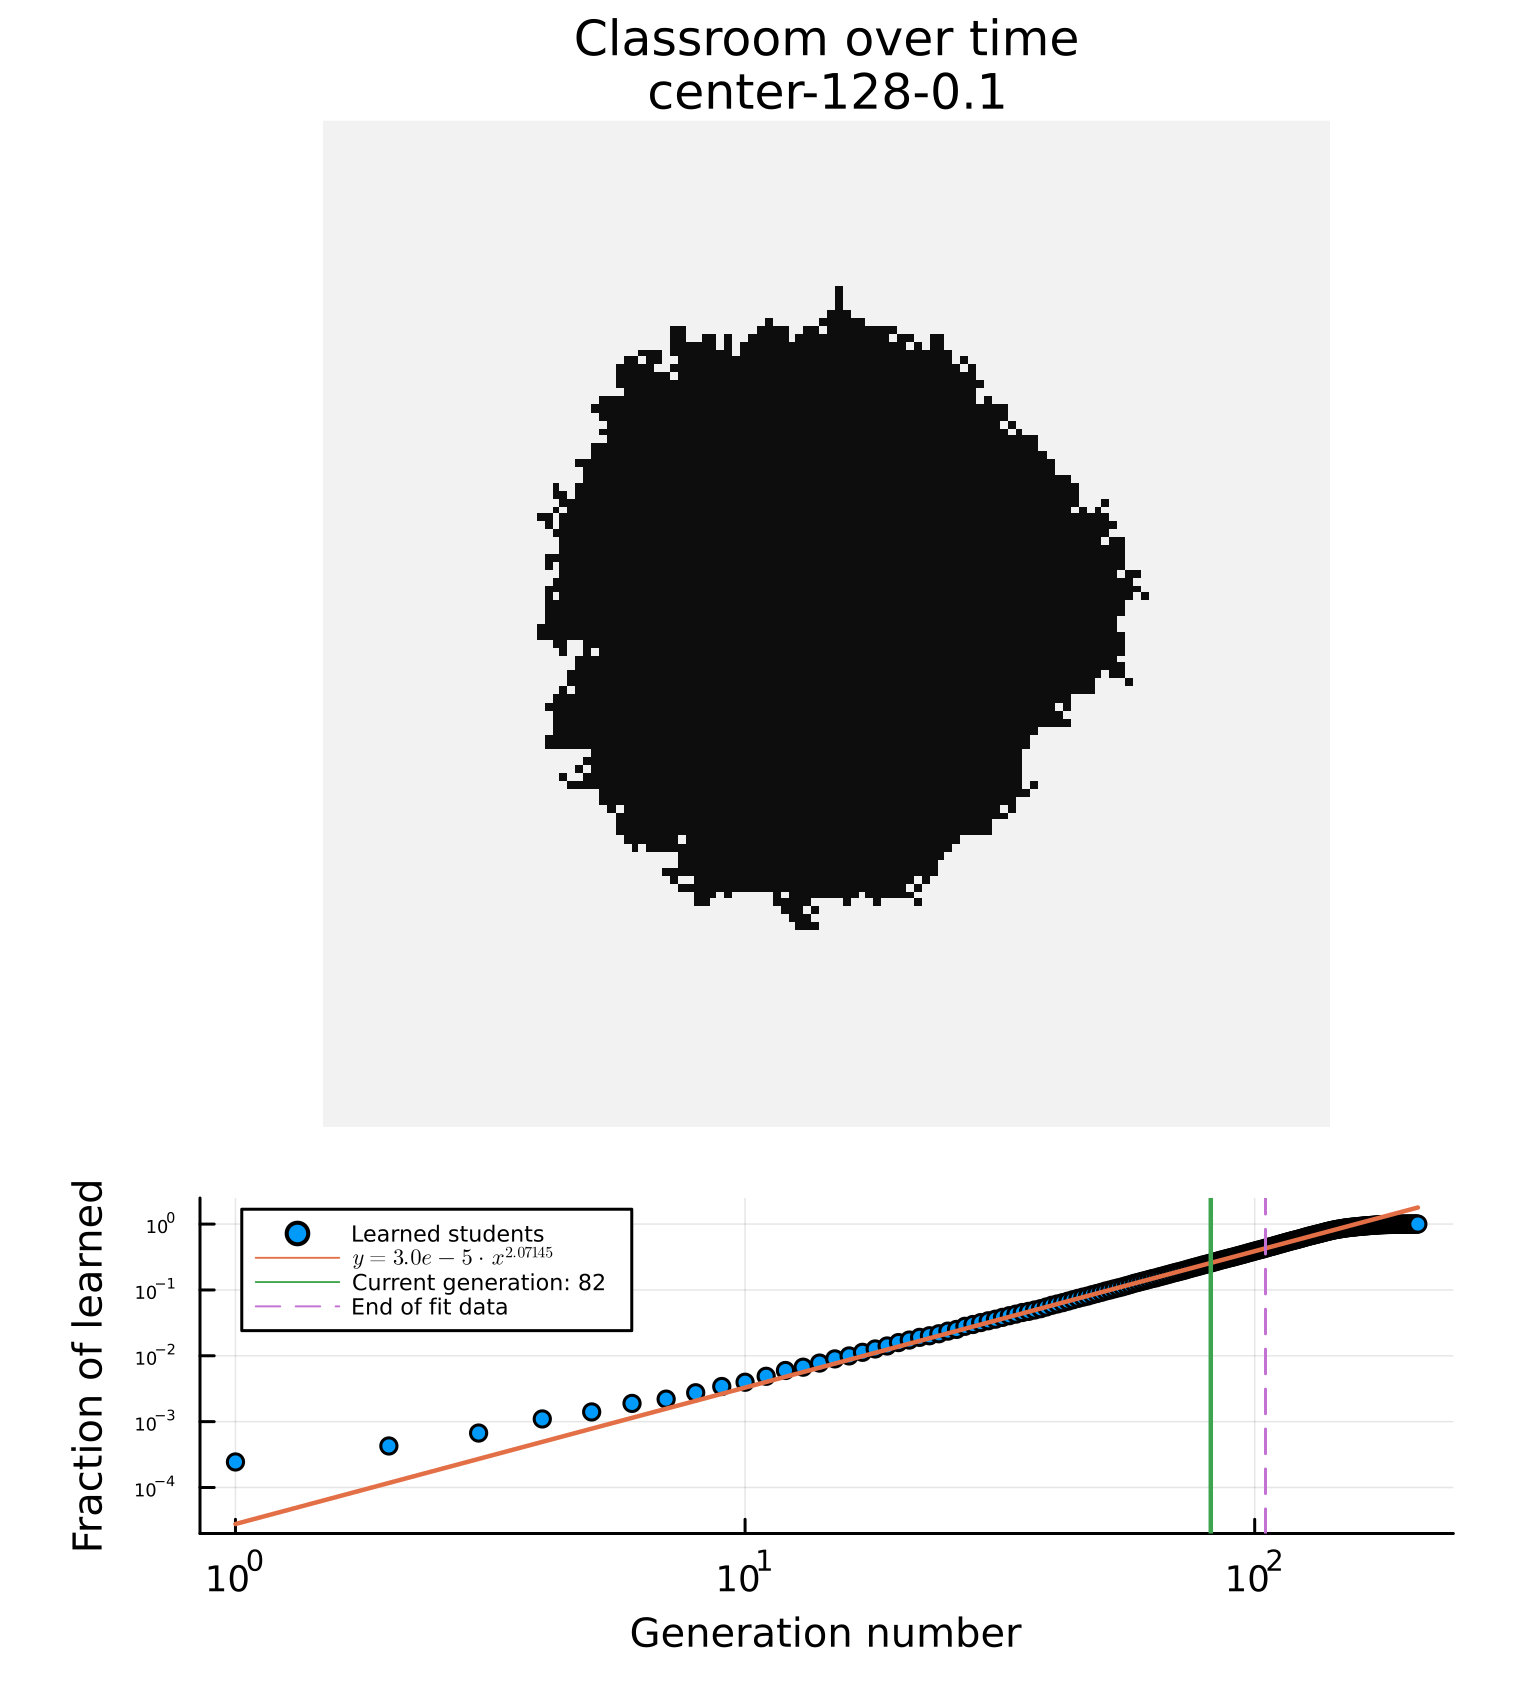 Classroom over time
center-128-0.1
Fraction of learned
10^0
10^-1
10^-2
10^-3
10^-4
Learned students
y = 3.0e − 5 · x^2.07145
Current generation: 82
End of fit data
10^0 10^1 10^2
Generation number